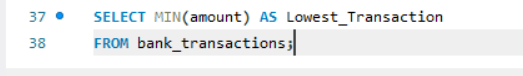 37 SELECT MIN(amount) AS Lowest_Transaction
38 FROM bank_transactions;